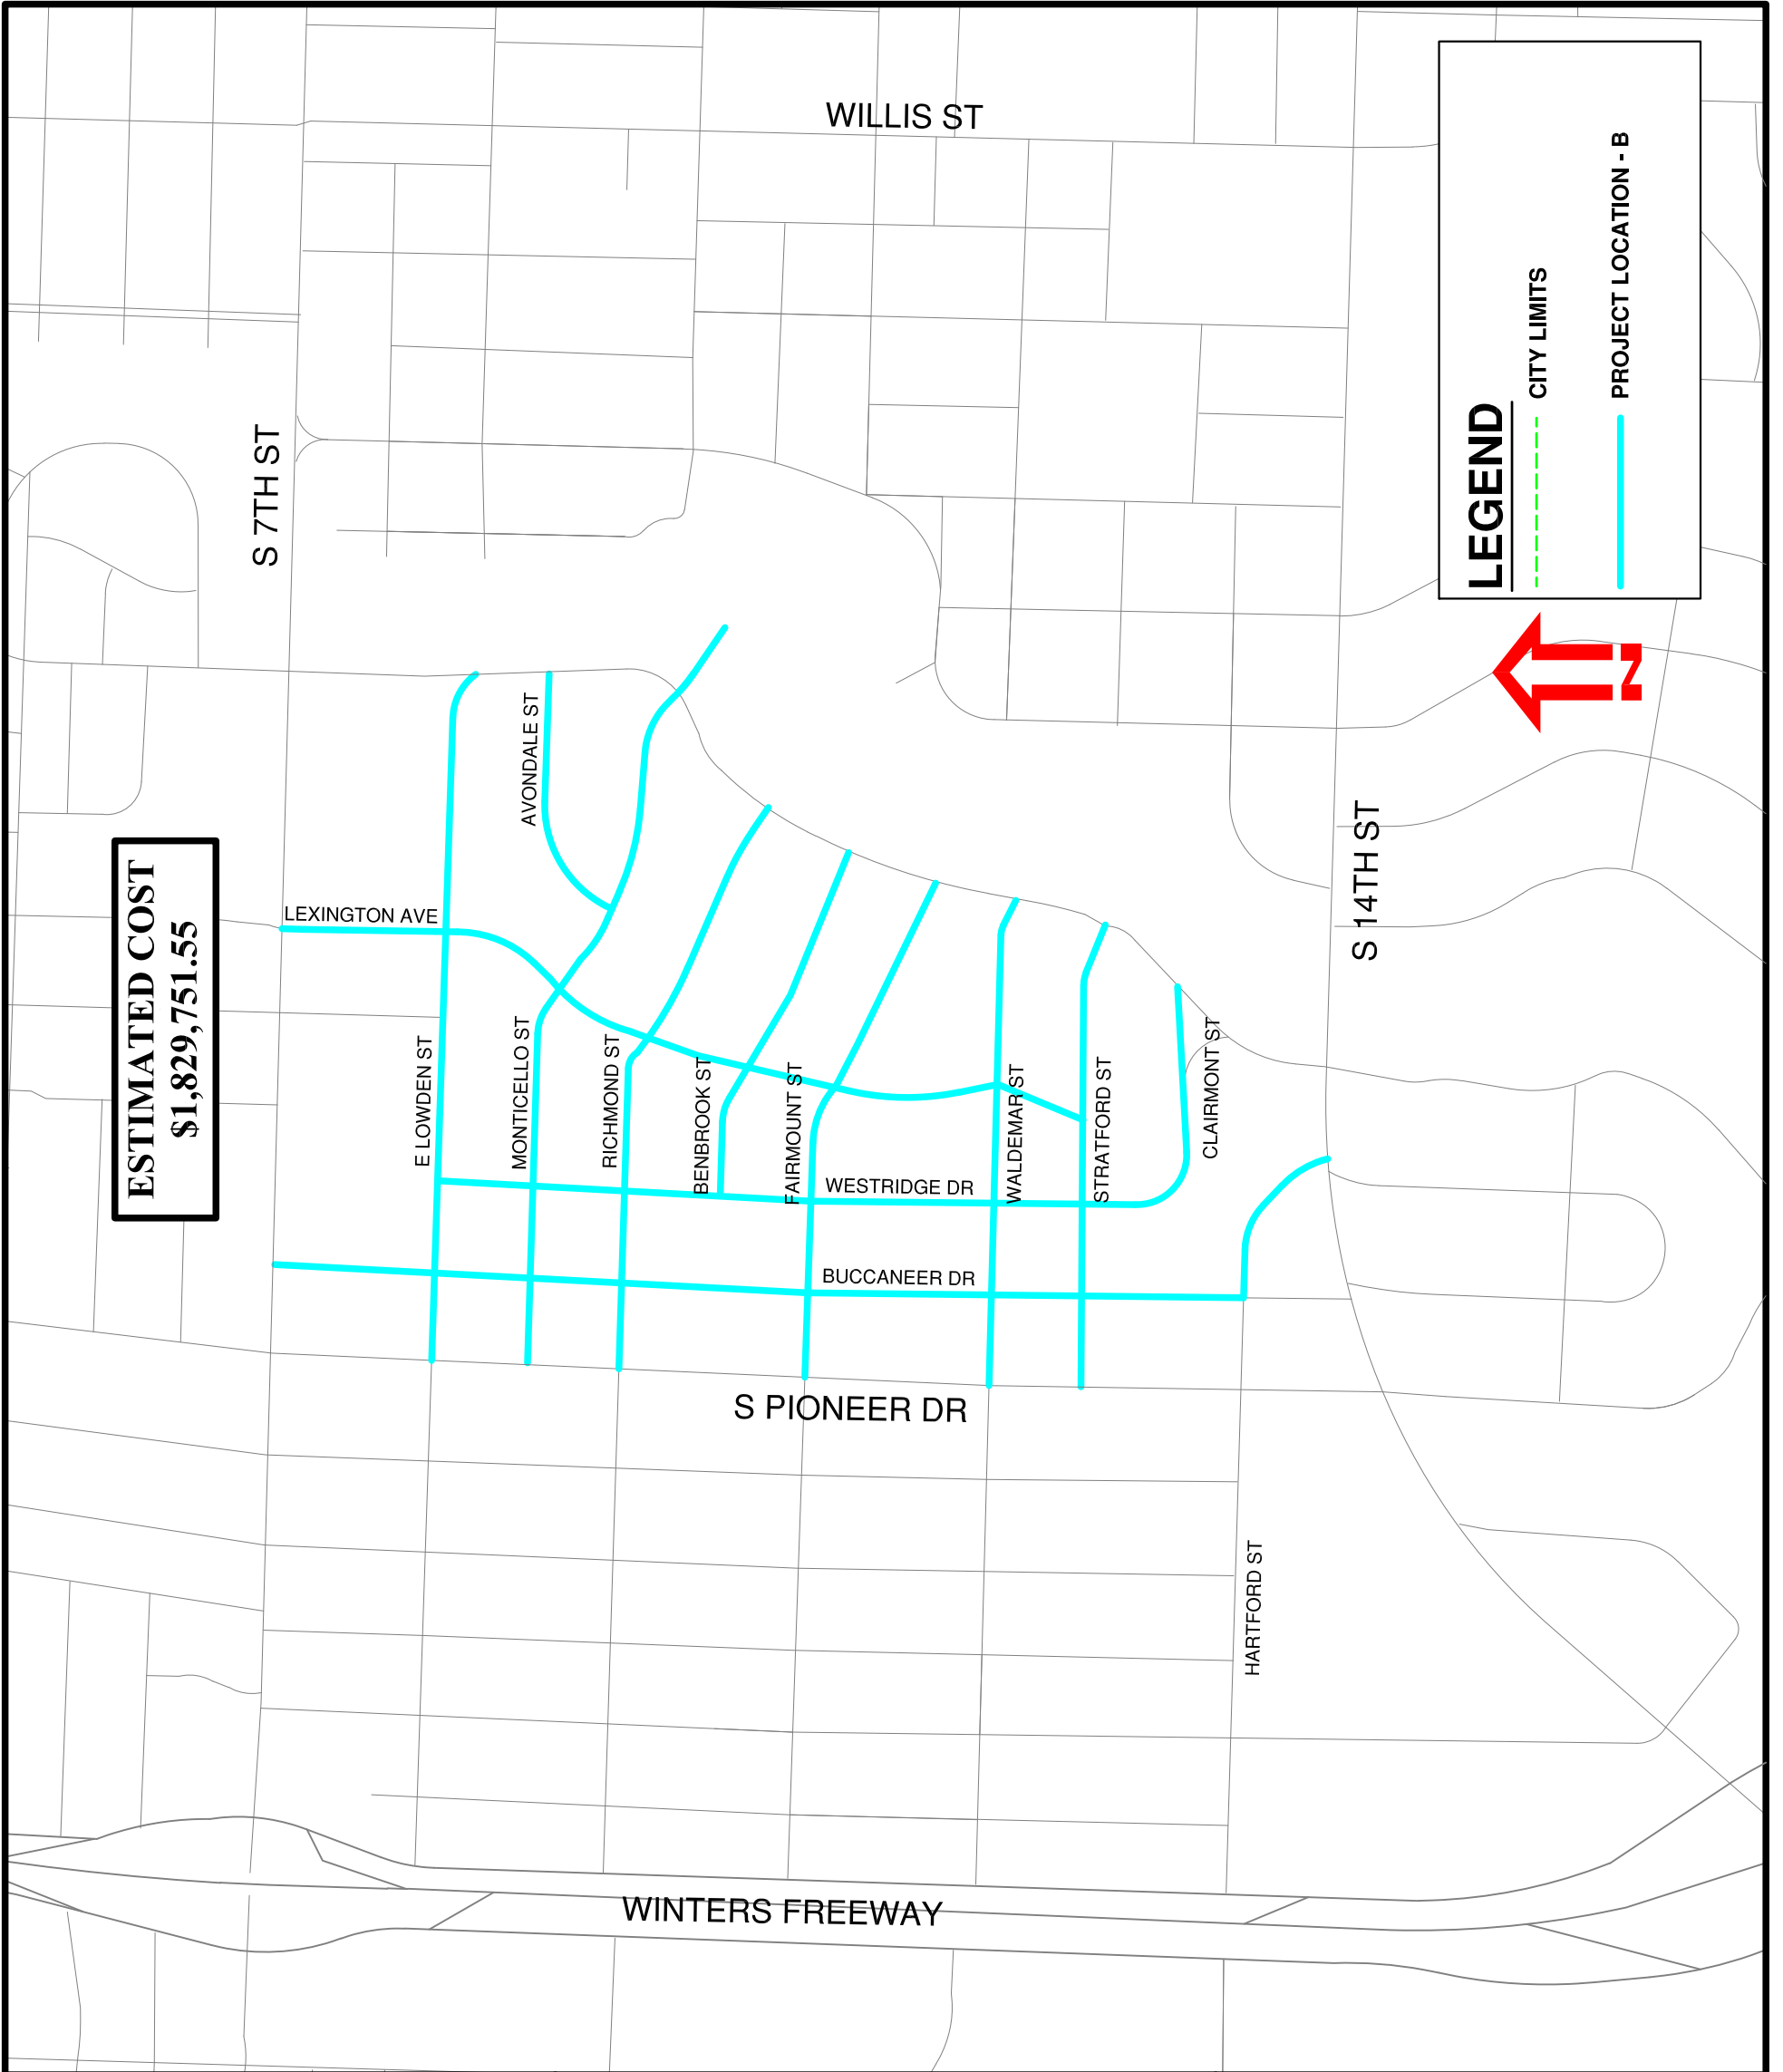 WILLIS ST
LEGEND
CITY LIMITS
PROJECT LOCATION - B
S 7TH ST
N
AVONDALE ST
S 14TH ST
ESTIMATED COST
$1,829,751.55
LEXINGTON AVE
E LOWDEN ST
MONTICELLO ST
RICHMOND ST
BENBROOK ST
FAIRMOUNT ST
WALDEMAR ST
STRATFORD ST
CLAIRMONT ST
WESTRIDGE DR
BUCCANEER DR
S PIONEER DR
HARTFORD ST
WINTERS FREEWAY